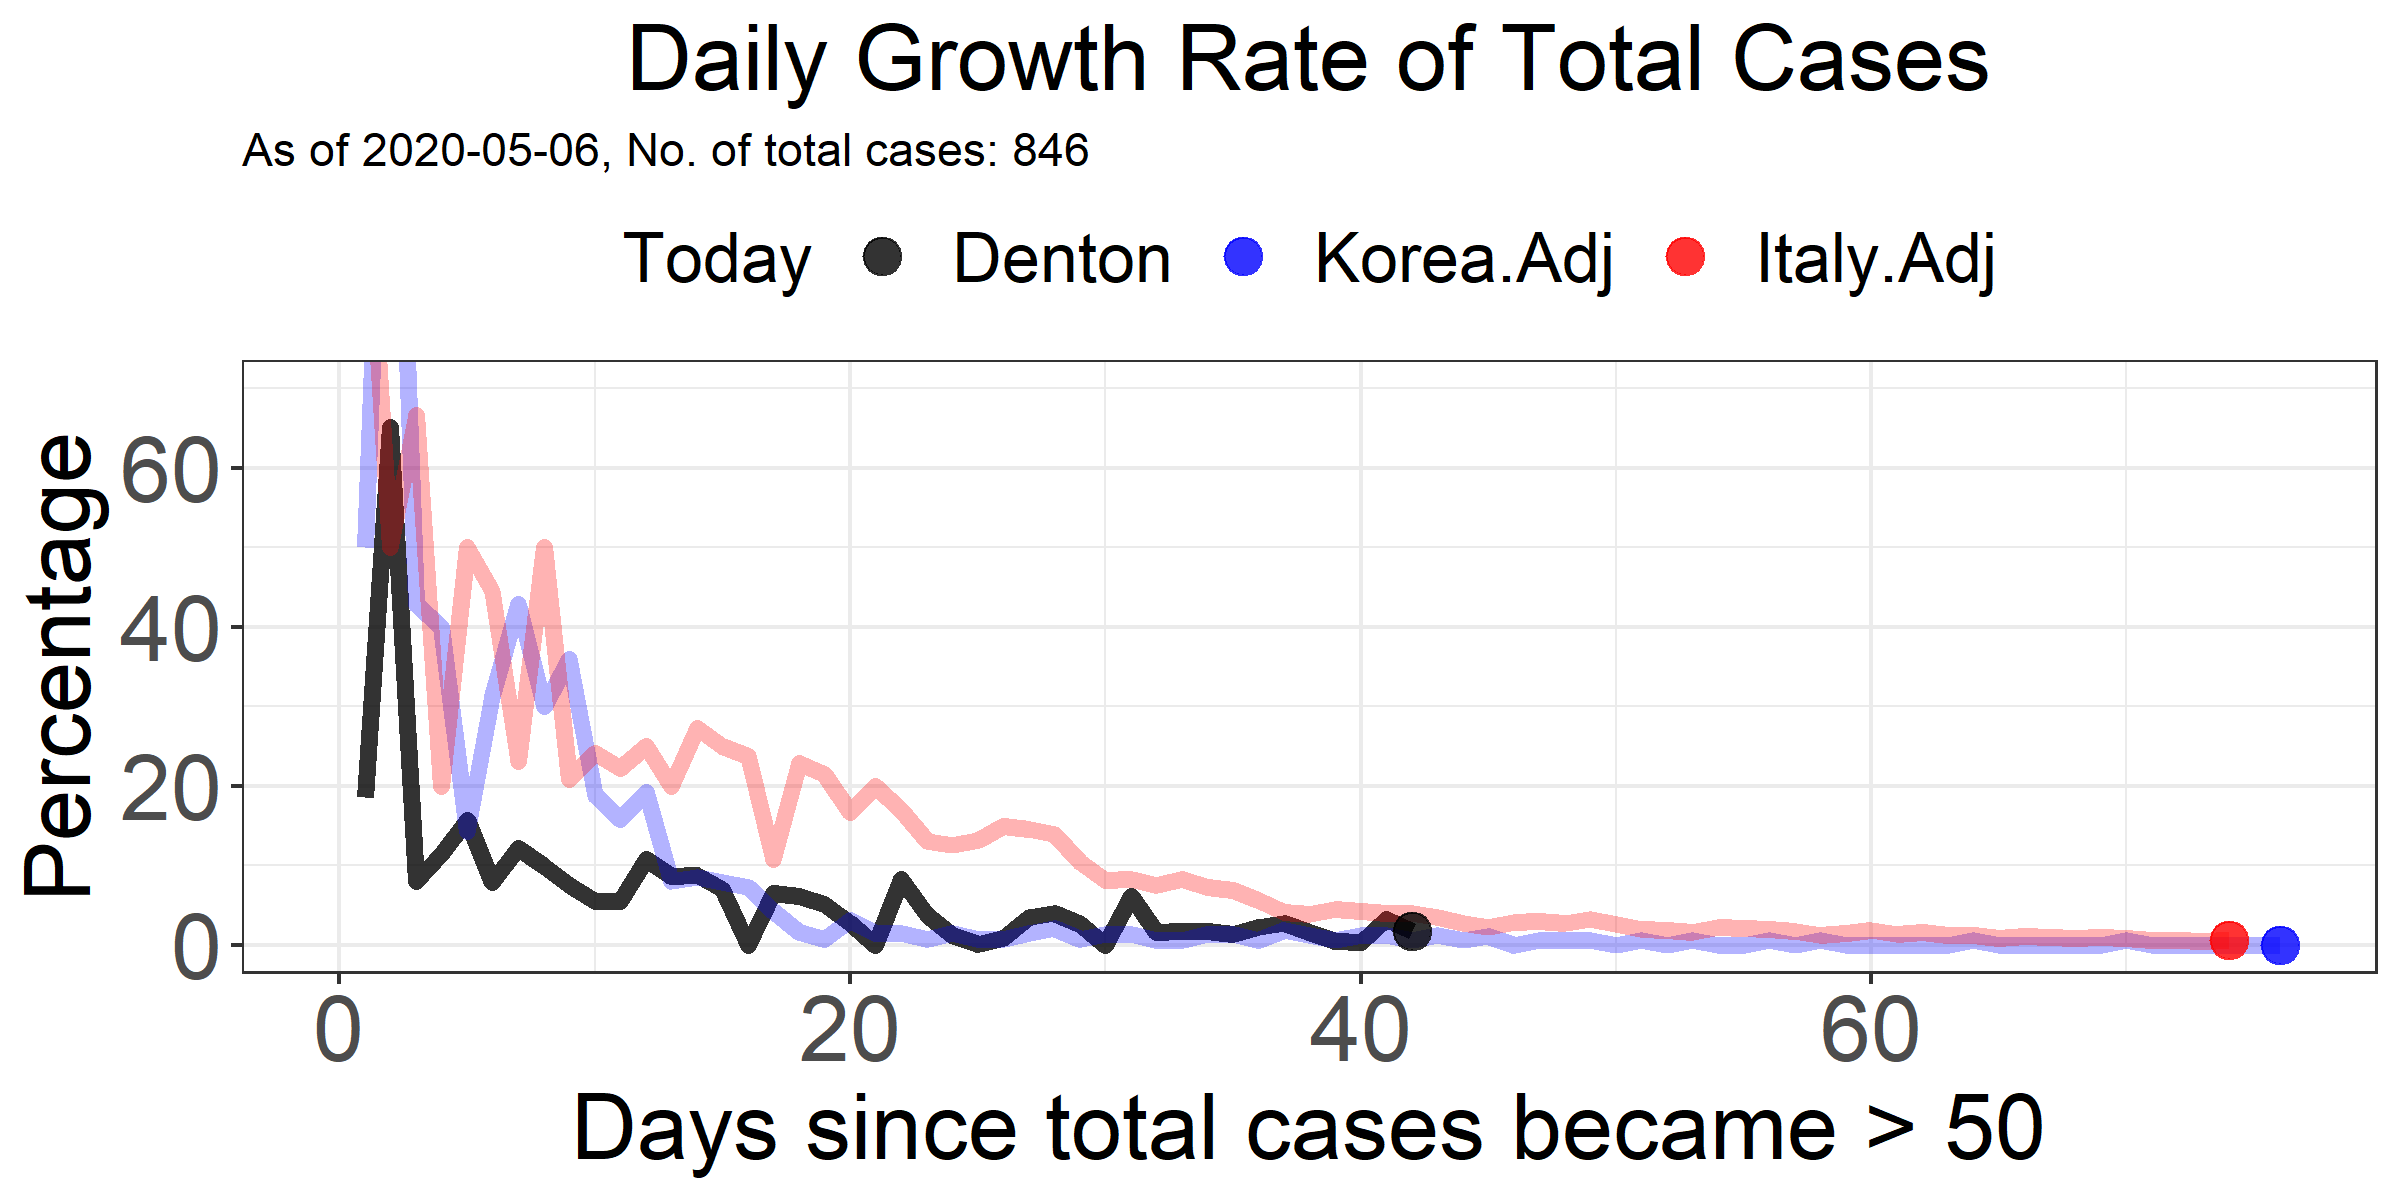 Daily Growth Rate of Total Cases
As of 2020-05-06, No. of total cases: 846
Today Denton Korea.Adj Italy.Adj
Percentage
60
40
20
0
0 20 40 60
Days since total cases became > 50